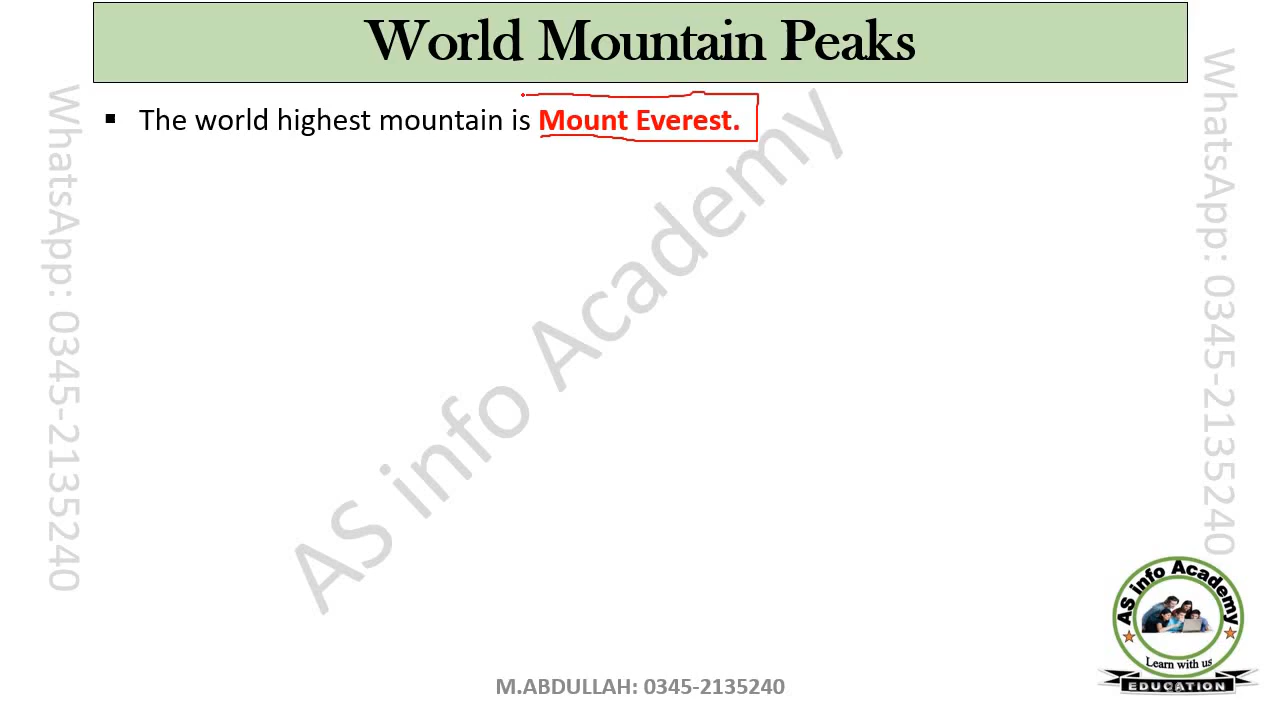 World Mountain Peaks
▪ The world highest mountain is Mount Everest.
WhatsApp: 0345-2135240
AS info Academy
WhatsApp: 0345-2135240
AS info Academy
Learn with us
EDUCATION
M.ABDULLAH: 0345-2135240